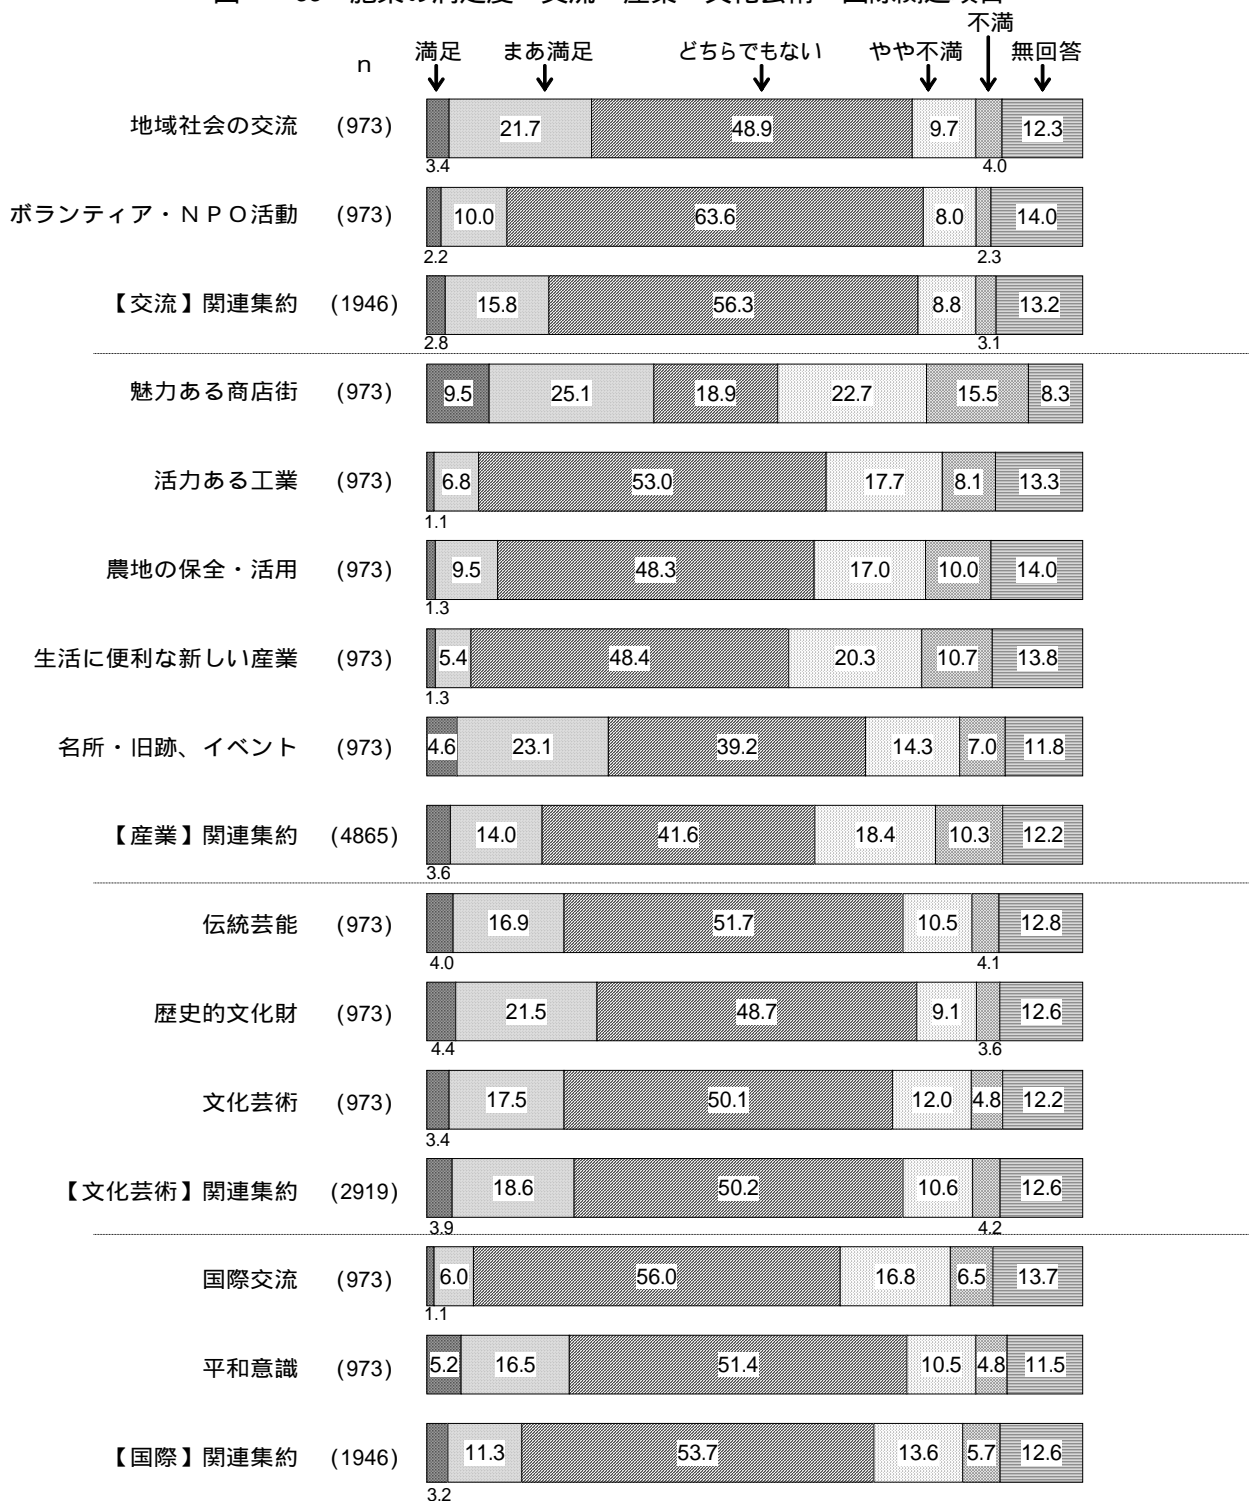 不満
n 満足 まあ満足 どちらでもない やや不満 無回答
地域社会の交流 (973) 21.7 48.9 9.7 12.3
3.4 4.0
ボランティア・ＮＰＯ活動 (973) 10.0 63.6 8.0 14.0
2.2 2.3
【交流】関連集約 (1946) 15.8 56.3 8.8 13.2
2.8 3.1
魅力ある商店街 (973) 9.5 25.1 18.9 22.7 15.5 8.3
活力ある工業 (973) 6.8 53.0 17.7 8.1 13.3
1.1
農地の保全・活用 (973) 9.5 48.3 17.0 10.0 14.0
1.3
生活に便利な新しい産業 (973) 5.4 48.4 20.3 10.7 13.8
1.3
名所・旧跡、イベント (973) 4.6 23.1 39.2 14.3 7.0 11.8
【産業】関連集約 (4865) 14.0 41.6 18.4 10.3 12.2
3.6
伝統芸能 (973) 16.9 51.7 10.5 12.8
4.0 4.1
歴史的文化財 (973) 21.5 48.7 9.1 12.6
4.4 3.6
文化芸術 (973) 17.5 50.1 12.0 4.8 12.2
3.4
【文化芸術】関連集約 (2919) 18.6 50.2 10.6 12.6
3.9 4.2
国際交流 (973) 6.0 56.0 16.8 6.5 13.7
1.1
平和意識 (973) 5.2 16.5 51.4 10.5 4.8 11.5
【国際】関連集約 (1946) 11.3 53.7 13.6 5.7 12.6
3.2